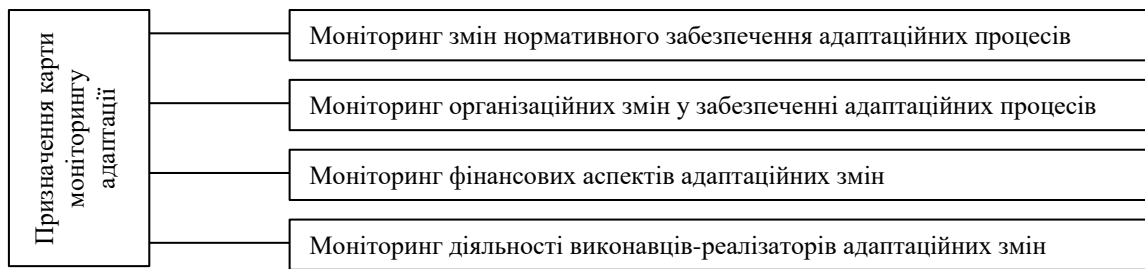 Призначення карти
моніторингу
адаптації
Моніторинг змін нормативного забезпечення адаптаційних процесів
Моніторинг організаційних змін у забезпеченні адаптаційних процесів
Моніторинг фінансових аспектів адаптаційних змін
Моніторинг діяльності виконавців-реалізаторів адаптаційних змін